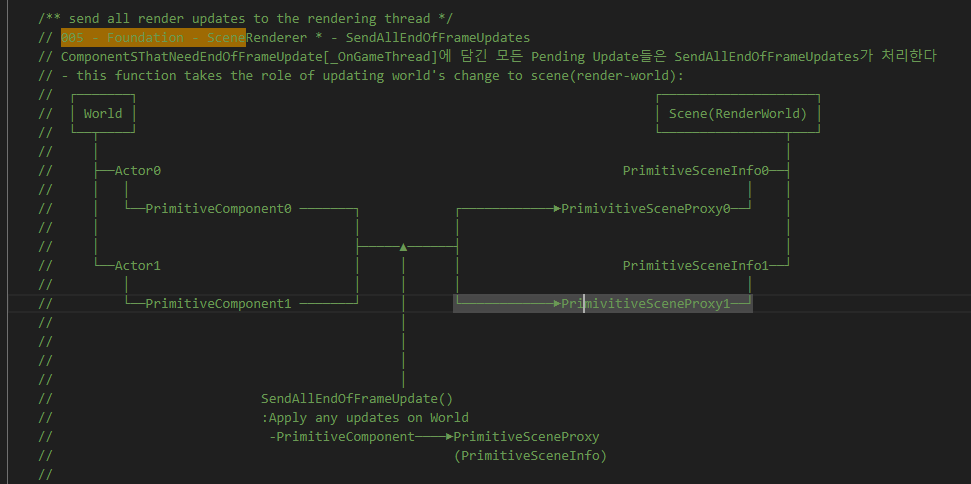 /** send all render updates to the rendering thread */
// 005 - Foundation - SceneRenderer * - SendAllEndOfFrameUpdates
// ComponentSThatNeedEndOfFrameUpdate[_OnGameThread]에 담긴 모든 Pending Update들은 SendAllEndOfFrameUpdates가 처리한다
// - this function takes the role of updating world's change to scene(render-world):
//
// World Scene(RenderWorld)
//
//
// Actor0 PrimitiveSceneInfo0
//
// PrimitiveComponent0 PrimivitiveSceneProxy0
//
//
// Actor1 PrimitiveSceneInfo1
//
// PrimitiveComponent1 PrimivitiveSceneProxy1
//
//
//
//
// SendAllEndOfFrameUpdate()
// :Apply any updates on World
// -PrimitiveComponent PrimitiveSceneProxy
// (PrimitiveSceneInfo)
//